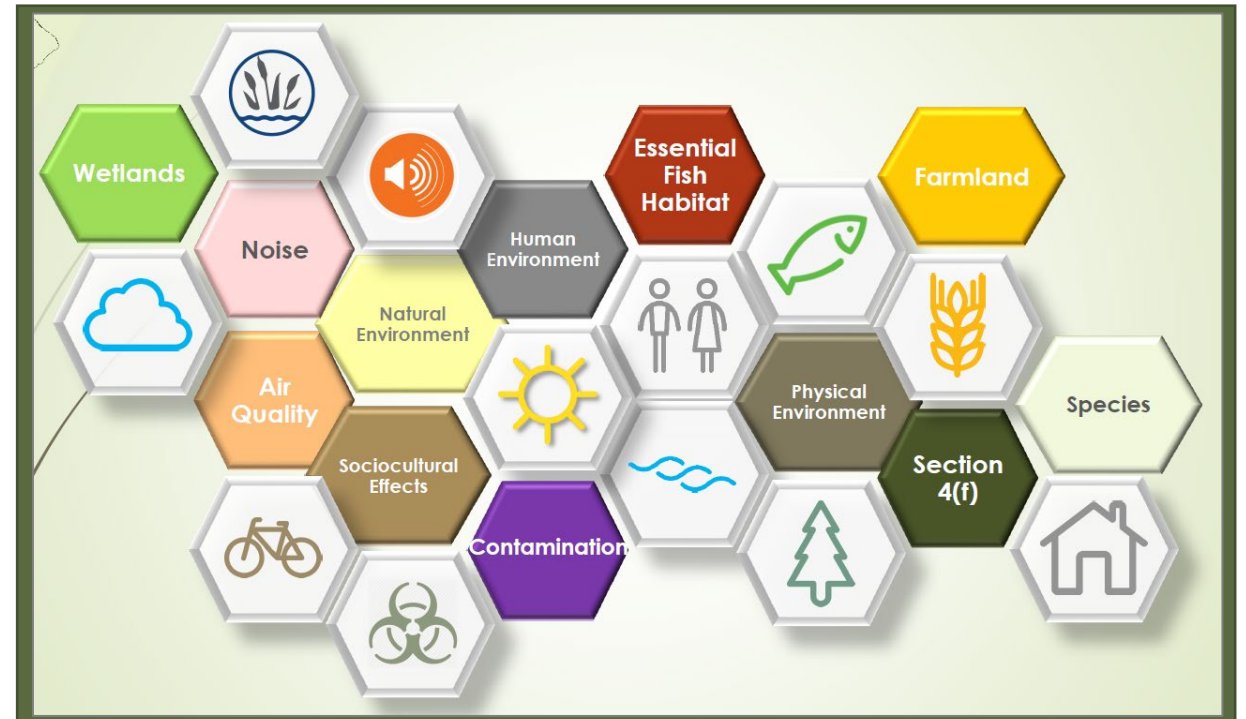 Wetlands
Noise
Natural
Environment
Human
Environment
Essential
Fish
Habitat
Farmland
Air
Quality
Sociocultural
Effects
Contamination
Physical
Environment
Section
4(f)
Species